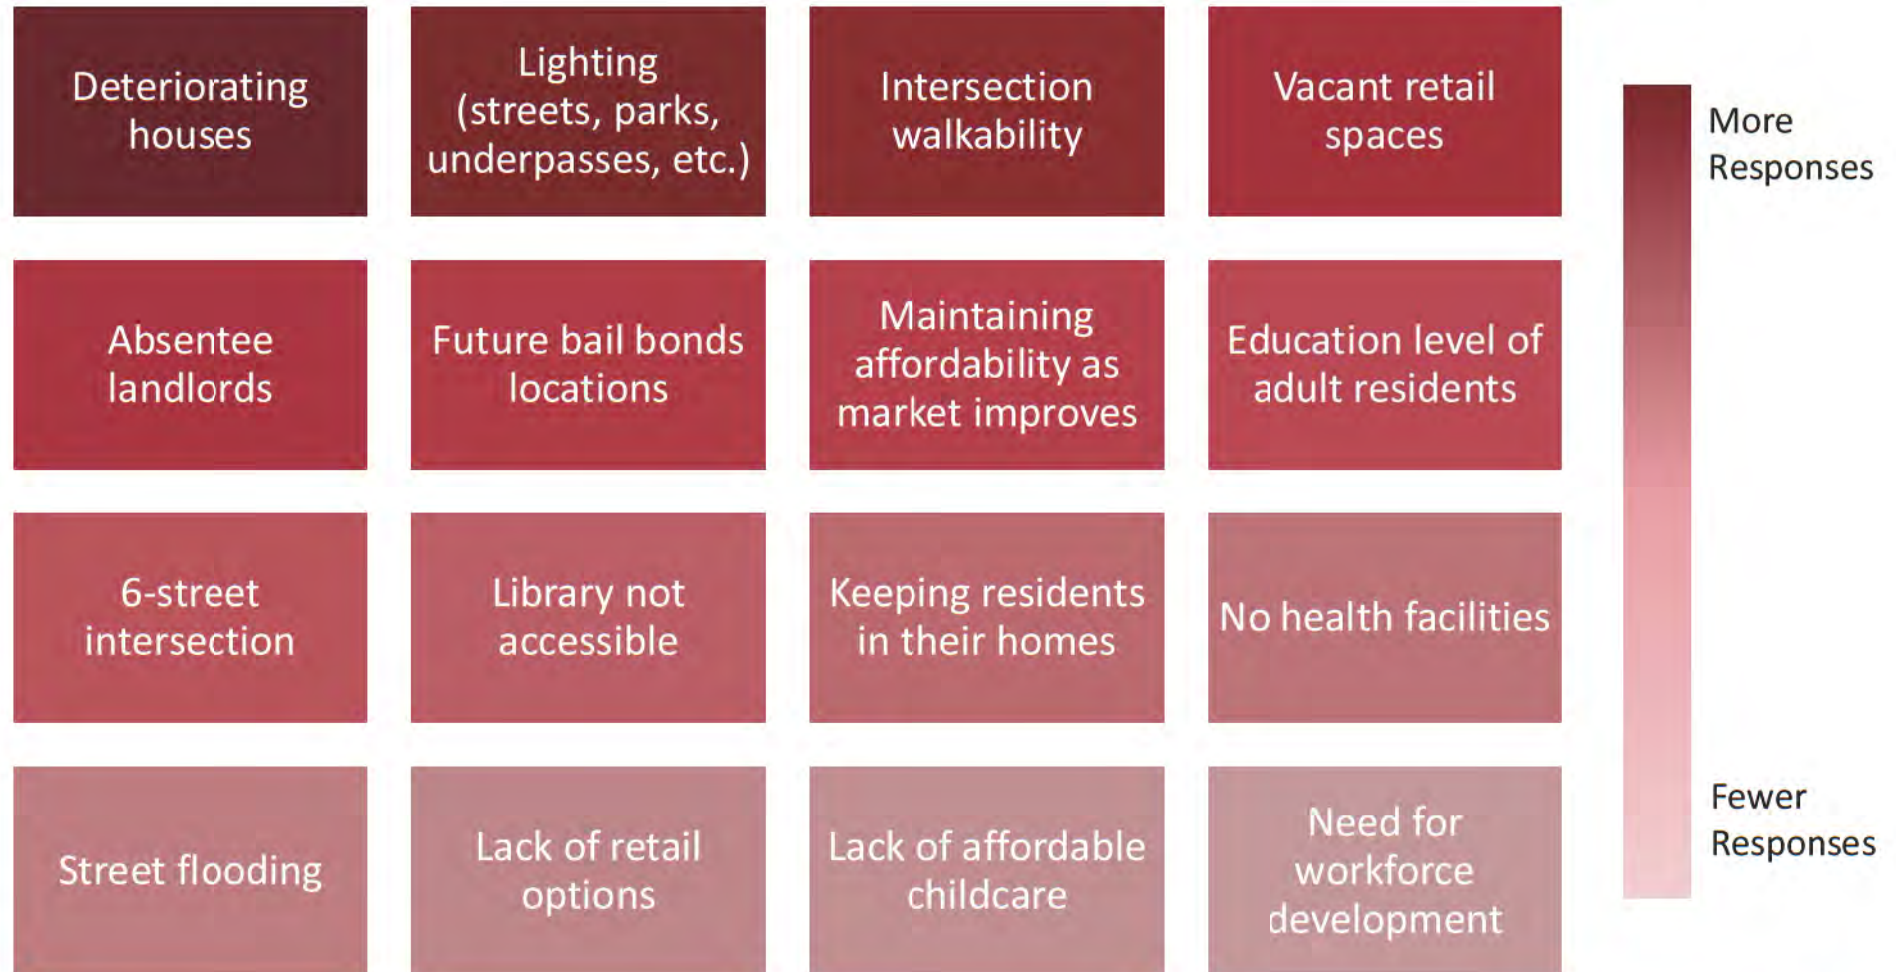 Deteriorating
houses
Lighting
(streets, parks,
underpasses, etc.)
Intersection
walkability
Vacant retail
spaces
More
Responses
Absentee
landlords
Future bail bonds
locations
Maintaining
affordability as
market improves
Education level of
adult residents
6-street
intersection
Library not
accessible
Keeping residents
in their homes
No health facilities
Street flooding
Lack of retail
options
Lack of affordable
childcare
Need for
workforce
development
Fewer
Responses